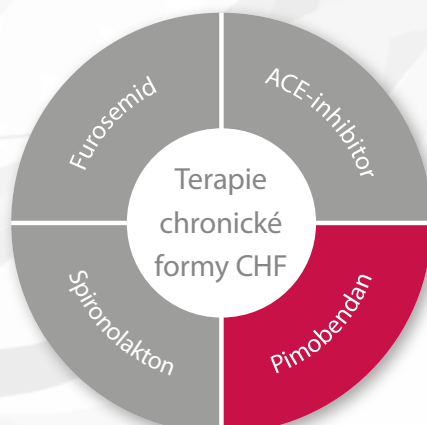 Furosemid
ACE-inhibitor
Terapie
chronické
formy CHF
Spironolakton
Pimobendan